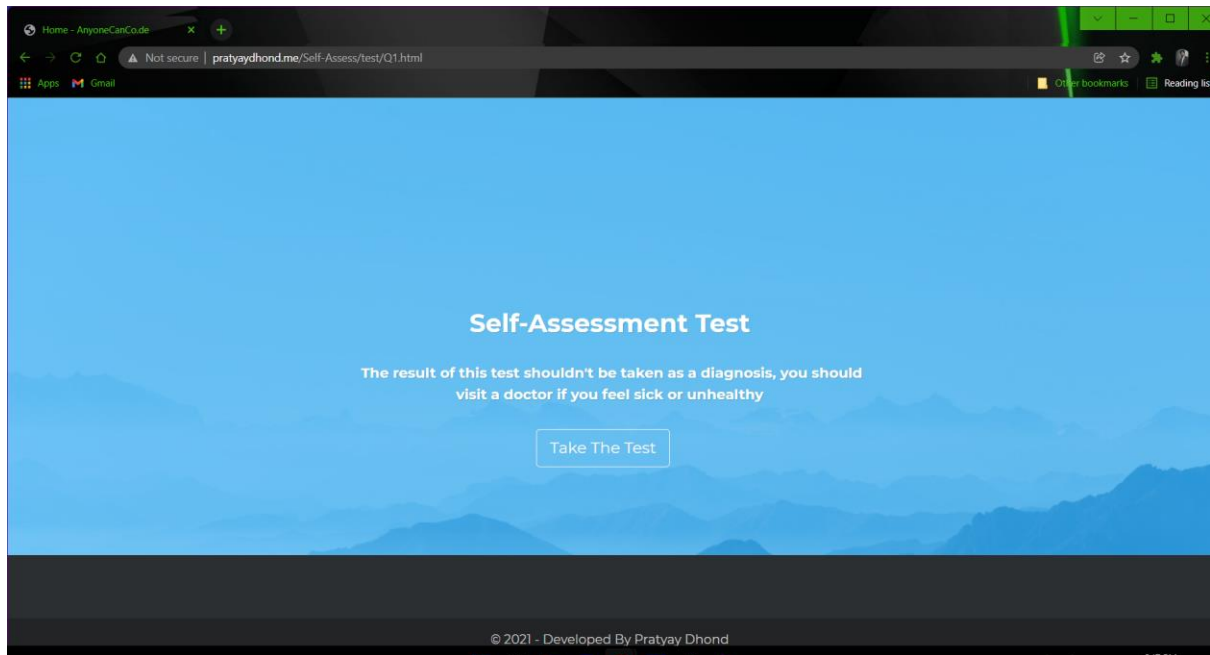 Home - AnyoneCanCo.de
Not secure | pratyaydhond.me/Self-Assess/test/Q1.html
Apps Gmail Other bookmarks Reading lis
Self-Assessment Test
The result of this test shouldn't be taken as a diagnosis, you should
visit a doctor if you feel sick or unhealthy
Take The Test
© 2021 - Developed By Pratyay Dhond